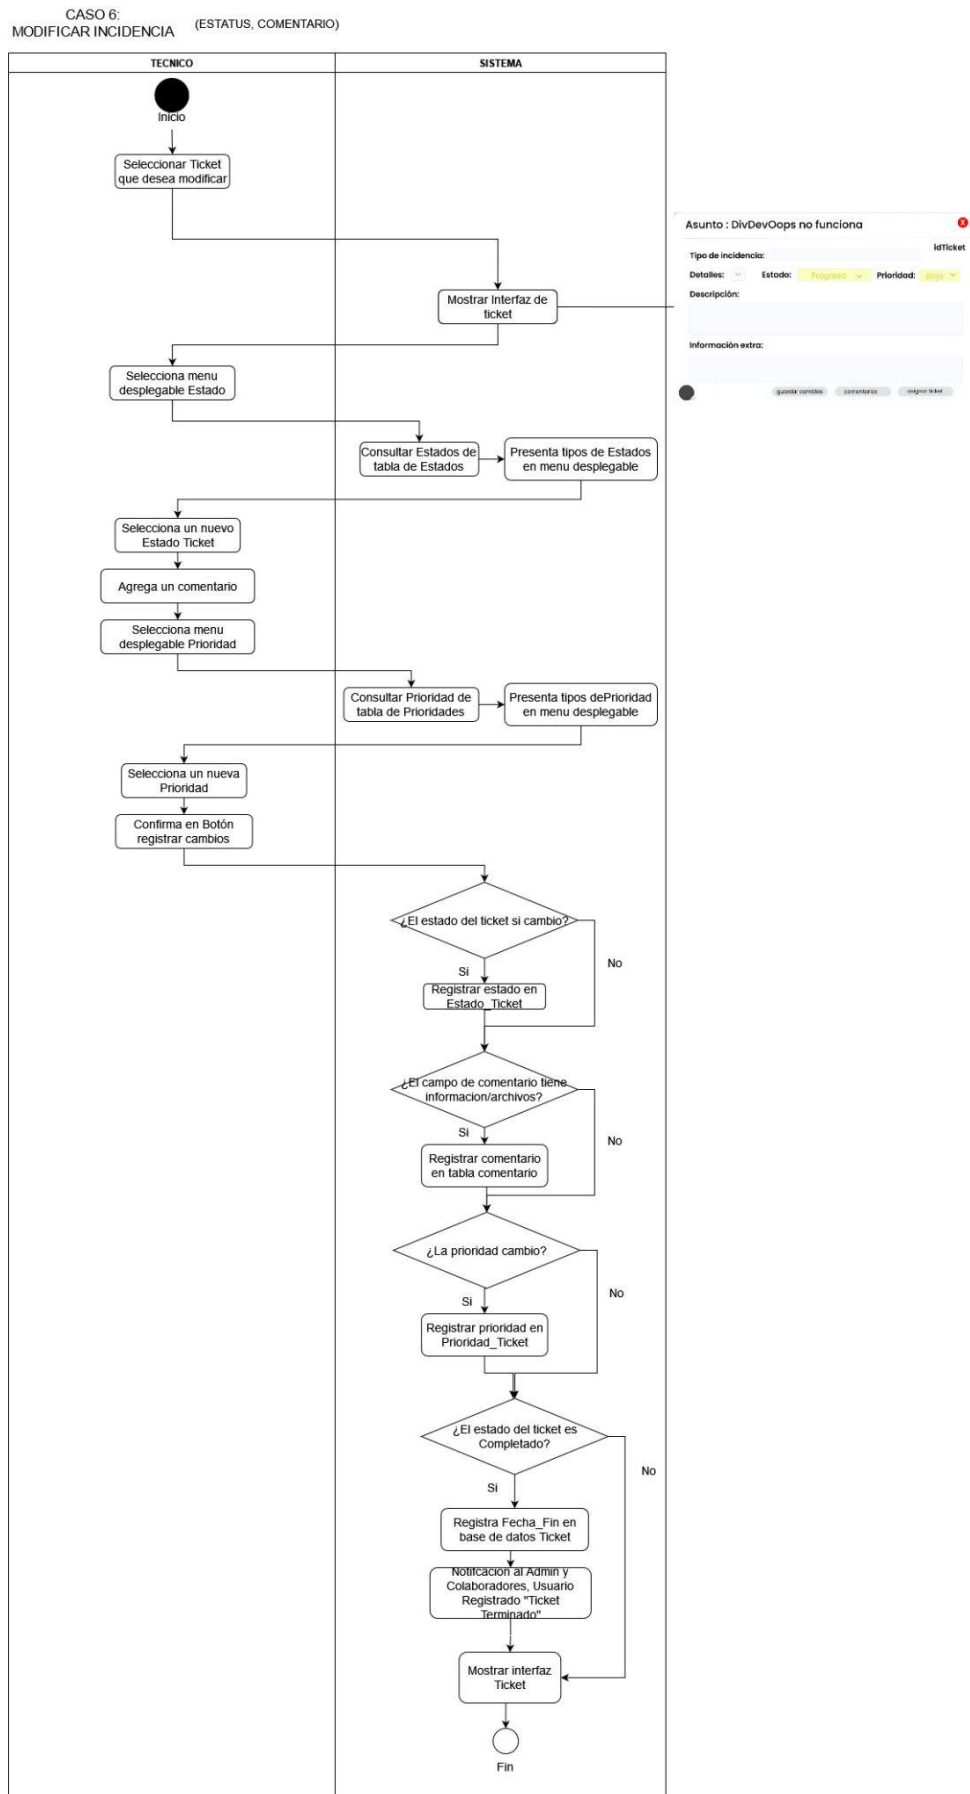 CASO 6:
MODIFICAR INCIDENCIA
(ESTATUS, COMENTARIO)
TECNICO
SISTEMA
Inicio
Seleccionar Ticket
que desea modificar
Asunto : DivDevOops no funciona
X
idTicket
Tipo de incidencia:
Detalles:
Estado:
Progreso
Prioridad:
Baja
Descripción:
Información extra:
guardar cambios
comentarios
asignar ticket
Mostrar Interfaz de
ticket
Selecciona menu
desplegable Estado
Consultar Estados de
tabla de Estados
Presenta tipos de Estados
en menu desplegable
Selecciona un nuevo
Estado Ticket
Agrega un comentario
Selecciona menu
desplegable Prioridad
Consultar Prioridad de
tabla de Prioridades
Presenta tipos dePrioridad
en menu desplegable
Selecciona un nueva
Prioridad
Confirma en Botón
registrar cambios
¿El estado del ticket si cambio?
No
Si
Registrar estado en
Estado_Ticket
¿El campo de comentario tiene
informacion/archivos?
Si
No
Registrar comentario
en tabla comentario
¿La prioridad cambio?
No
Si
Registrar prioridad en
Prioridad_Ticket
¿El estado del ticket es
Completado?
No
Si
Registra Fecha_Fin en
base de datos Ticket
Notifcacion al Admin y
Colaboradores, Usuario
Registrado "Ticket
Terminado"
Mostrar interfaz
Ticket
Fin